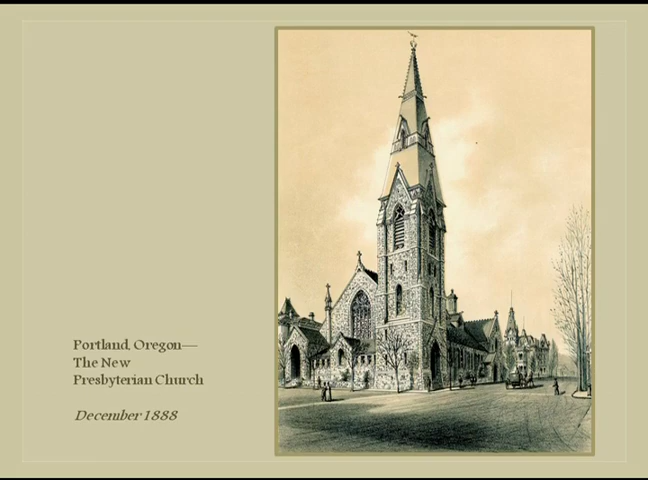 Portland, Oregon—
The New
Presbyterian Church
December 1888